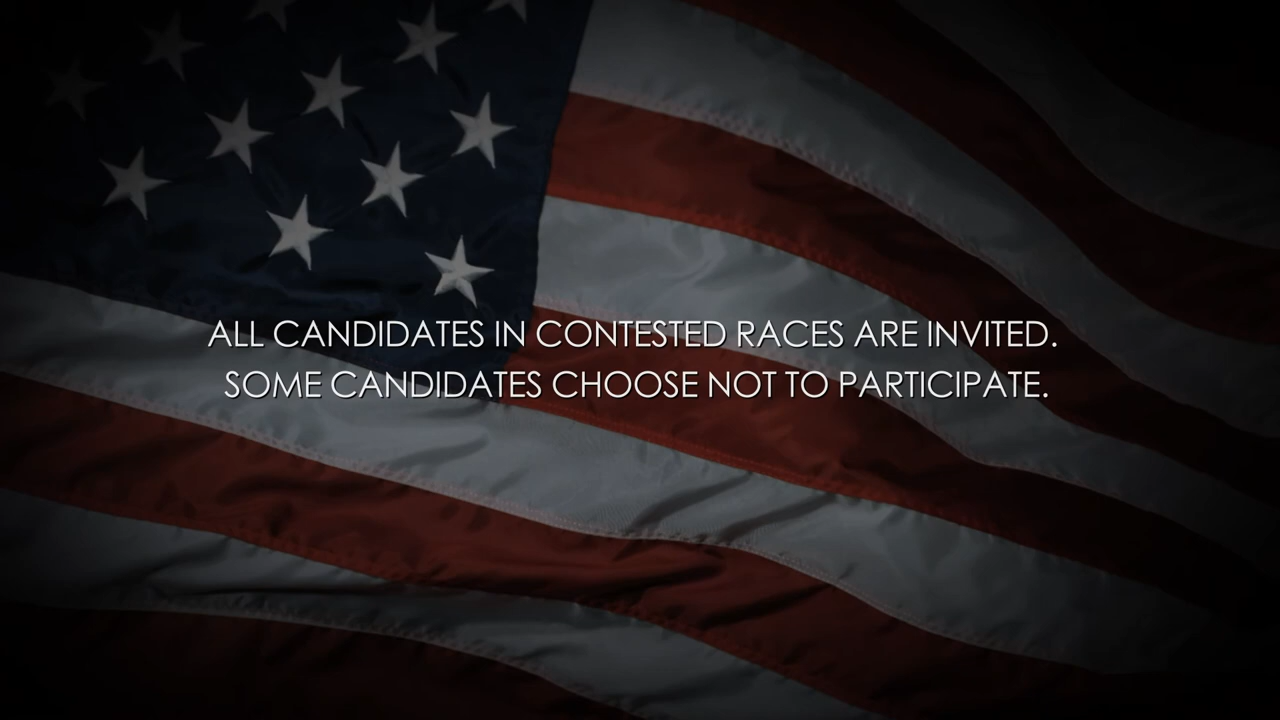 ALL CANDIDATES IN CONTESTED RACES ARE INVITED.
SOME CANDIDATES CHOOSE NOT TO PARTICIPATE.